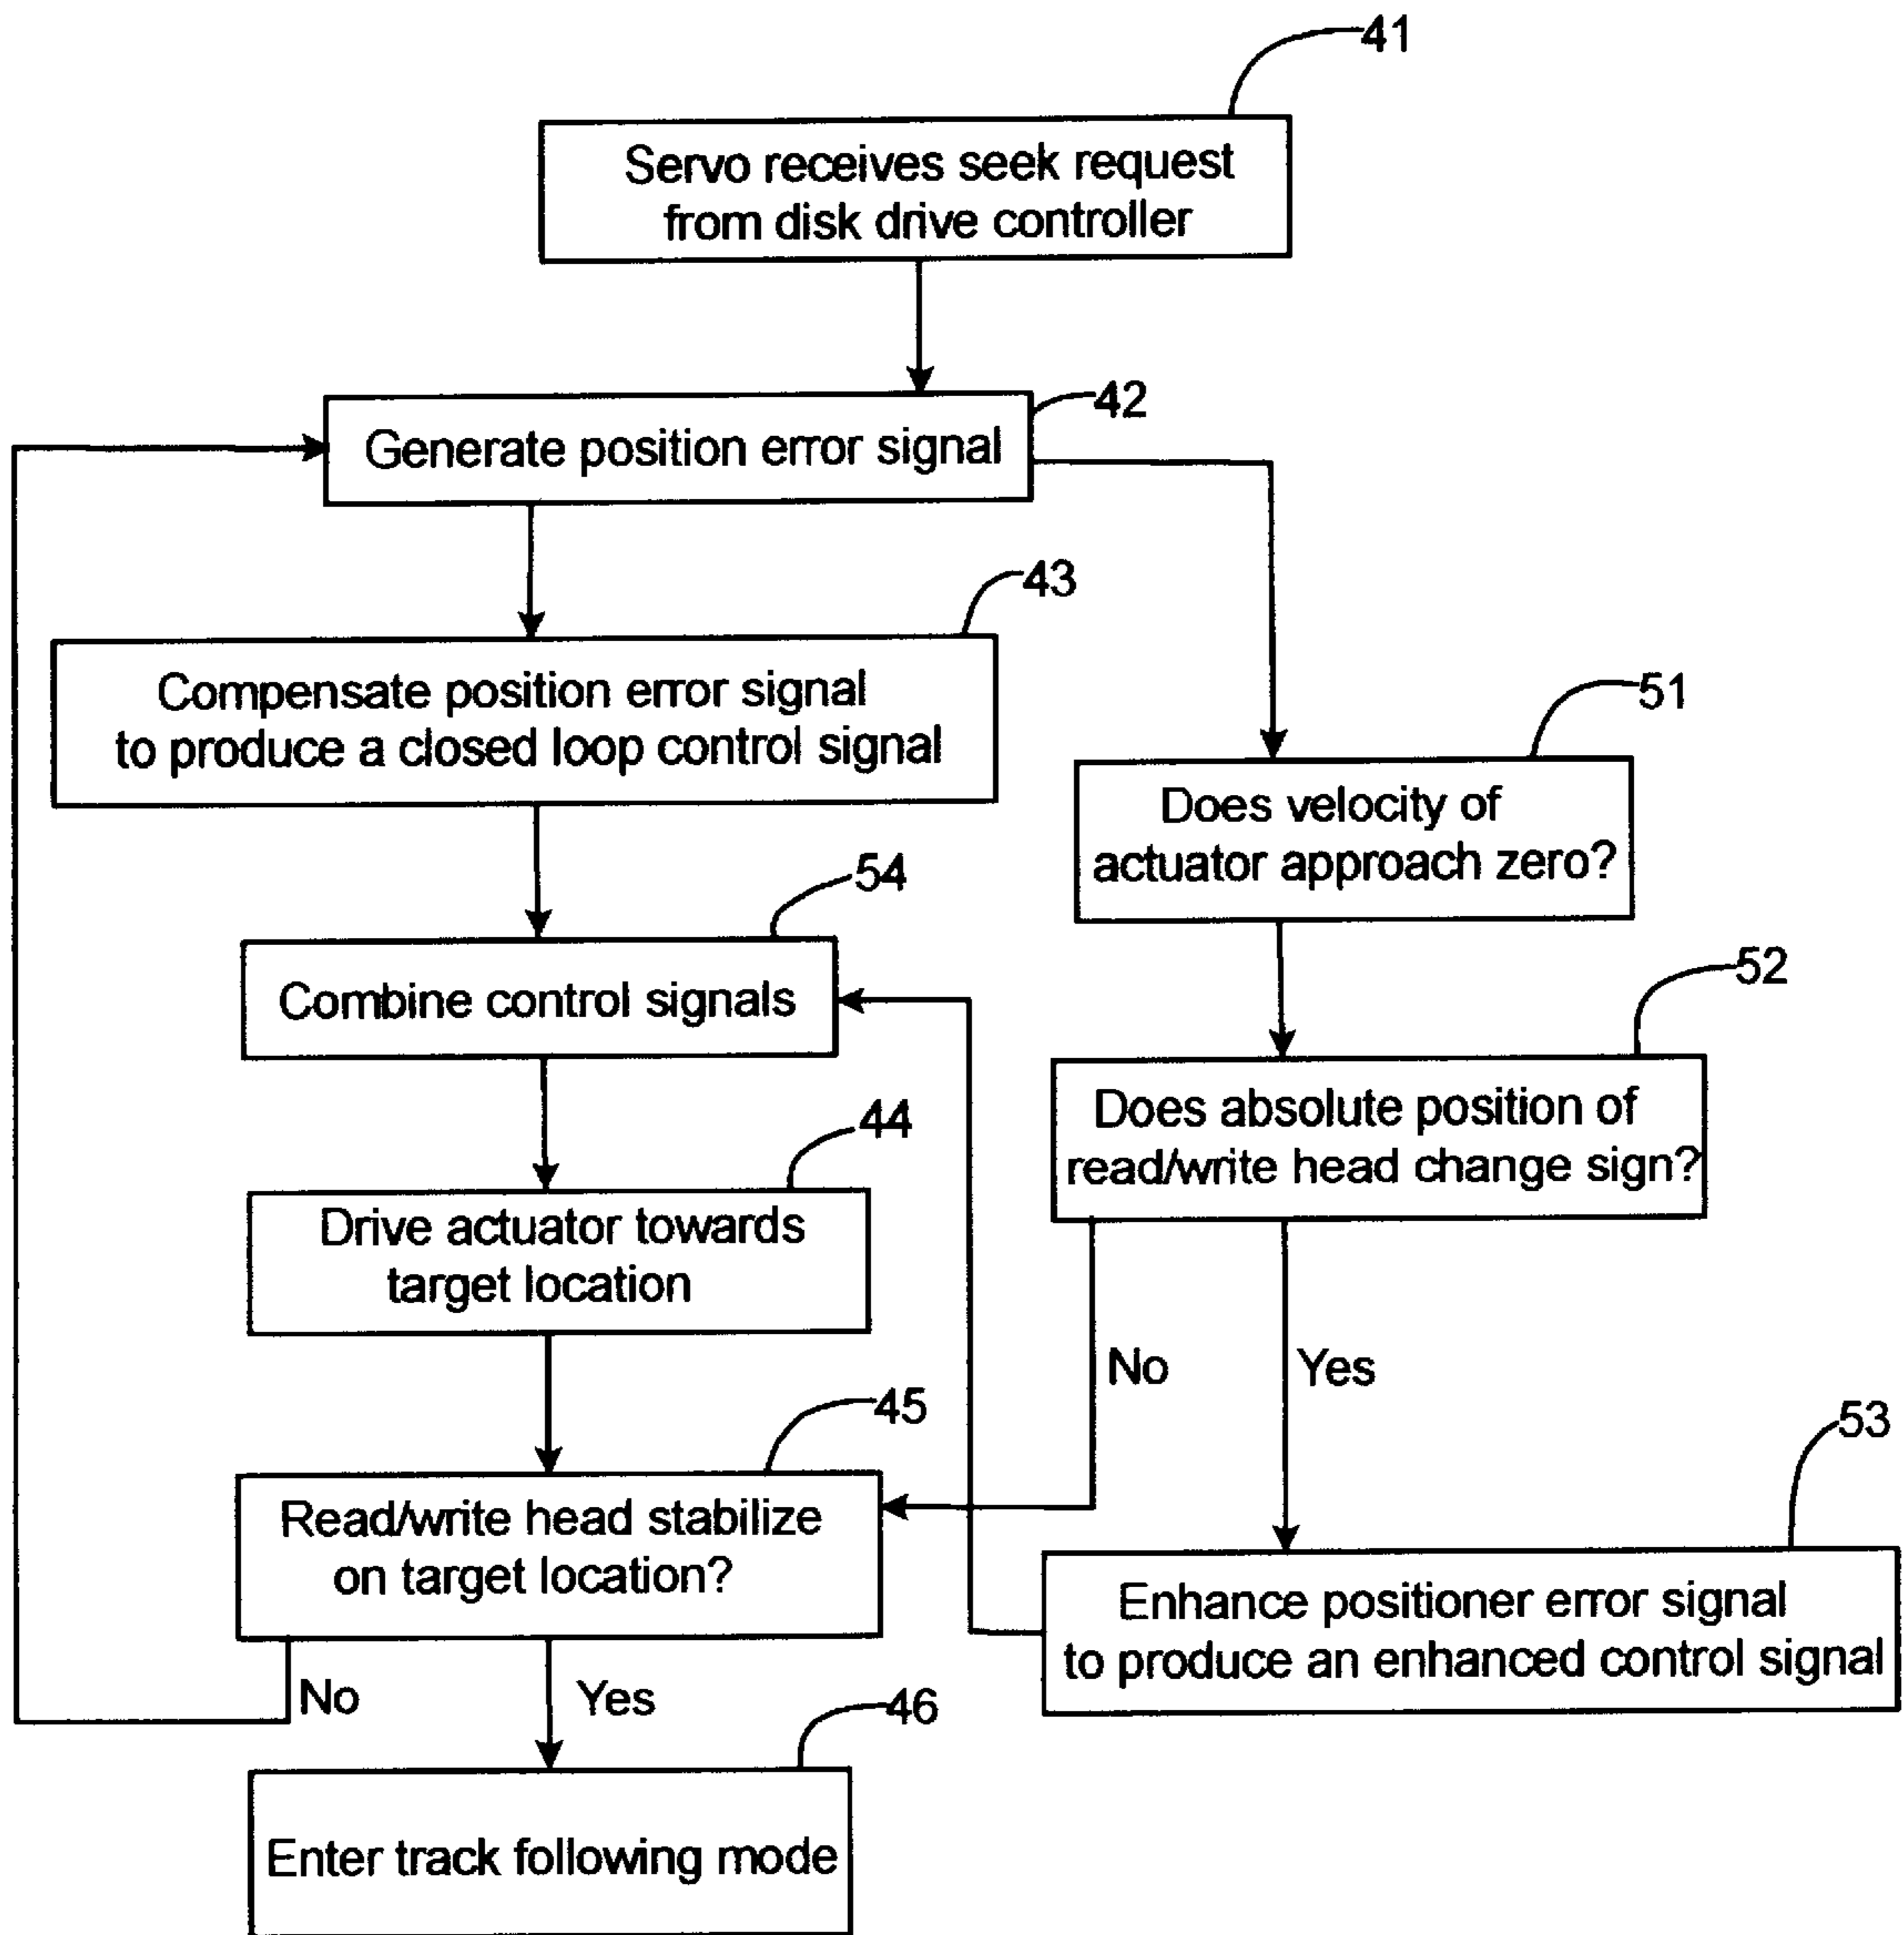 41
Servo receives seek request
from disk drive controller
42
Generate position error signal
43
Compensate position error signal
to produce a closed loop control signal
51
Does velocity of
actuator approach zero?
54
Combine control signals
52
Does absolute position of
read/write head change sign?
44
Drive actuator towards
target location
No
Yes
45
Read/write head stabilize
on target location?
53
Enhance positioner error signal
to produce an enhanced control signal
No
Yes
46
Enter track following mode